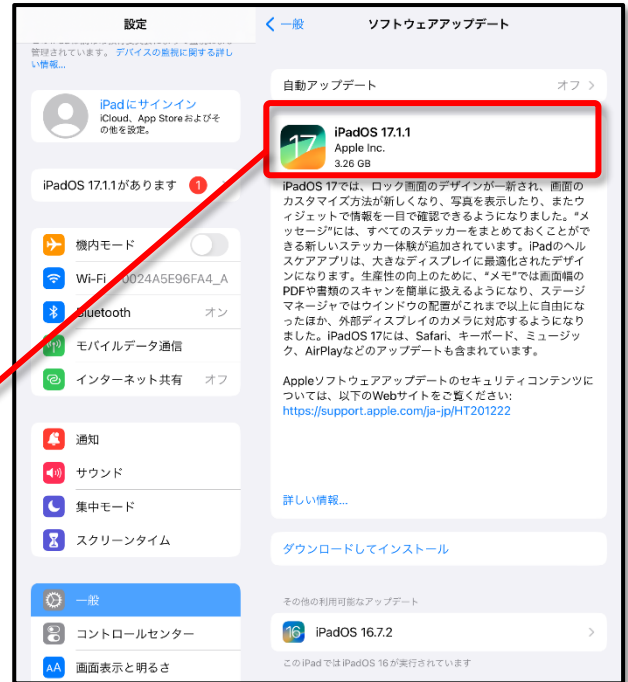 設定
管理されています。デバイスの監視に関する詳し
い情報...
iPadにサインイン
iCloud、App Storeおよびそ
の他を設定。
iPadOS 17.1.1があります 1
機内モード
Wi-Fi 0024A5E96FA4_A
Bluetooth オン
モバイルデータ通信
インターネット共有 オフ
通知
サウンド
集中モード
スクリーンタイム
一般
コントロールセンター
AA 画面表示と明るさ
一般 ソフトウェアアップデート
自動アップデート オフ
17
iPadOS 17.1.1
Apple Inc.
3.26 GB
iPadOS 17では、ロック画面のデザインが一新され、画面の
カスタマイズ方法が新しくなり、写真を表示したり、またウ
ィジェットで情報を一目で確認できるようになりました。“メ
ッセージ”には、すべてのステッカーをまとめておくことがで
きる新しいステッカー体験が追加されています。iPadのヘル
スケアアプリは、大きなディスプレイに最適化されたデザイ
ンになります。生産性の向上のために、“メモ”では画面幅の
PDFや書類のスキャンを簡単に扱えるようになり、ステージ
マネージャではウインドウの配置がこれまで以上に自由にな
ったほか、外部ディスプレイのカメラに対応するようになり
ました。iPadOS 17には、Safari、キーボード、ミュージッ
ク、AirPlayなどのアップデートも含まれています。
Appleソフトウェアアップデートのセキュリティコンテンツに
ついては、以下のWebサイトをご覧ください:
https://support.apple.com/ja-jp/HT201222
詳しい情報...
ダウンロードしてインストール
その他の利用可能なアップデート
16 iPadOS 16.7.2
このiPadではiPadOS 16が実行されています